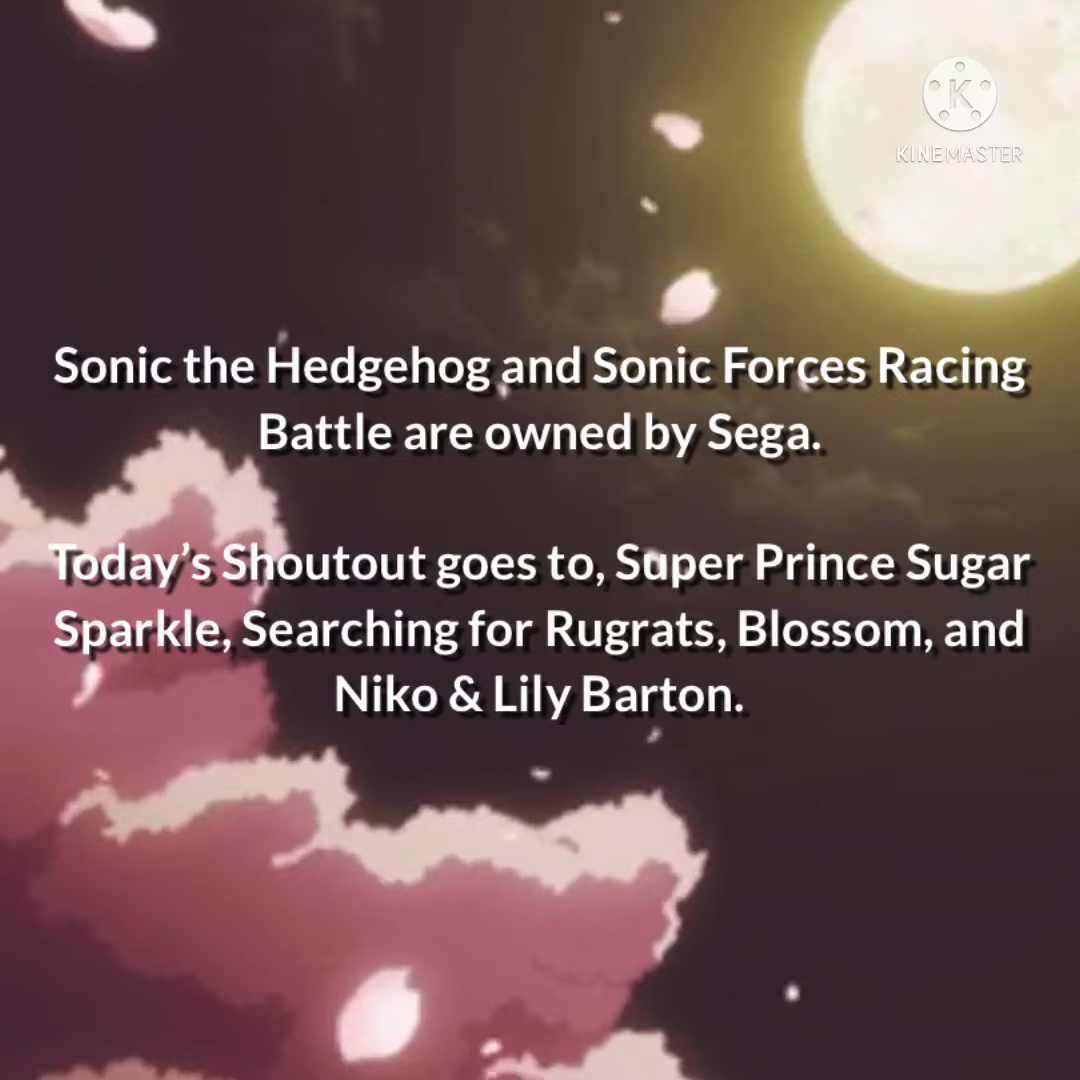 K
KINEMASTER
Sonic the Hedgehog and Sonic Forces Racing
Battle are owned by Sega.
Today’s Shoutout goes to, Super Prince Sugar
Sparkle, Searching for Rugrats, Blossom, and
Niko & Lily Barton.